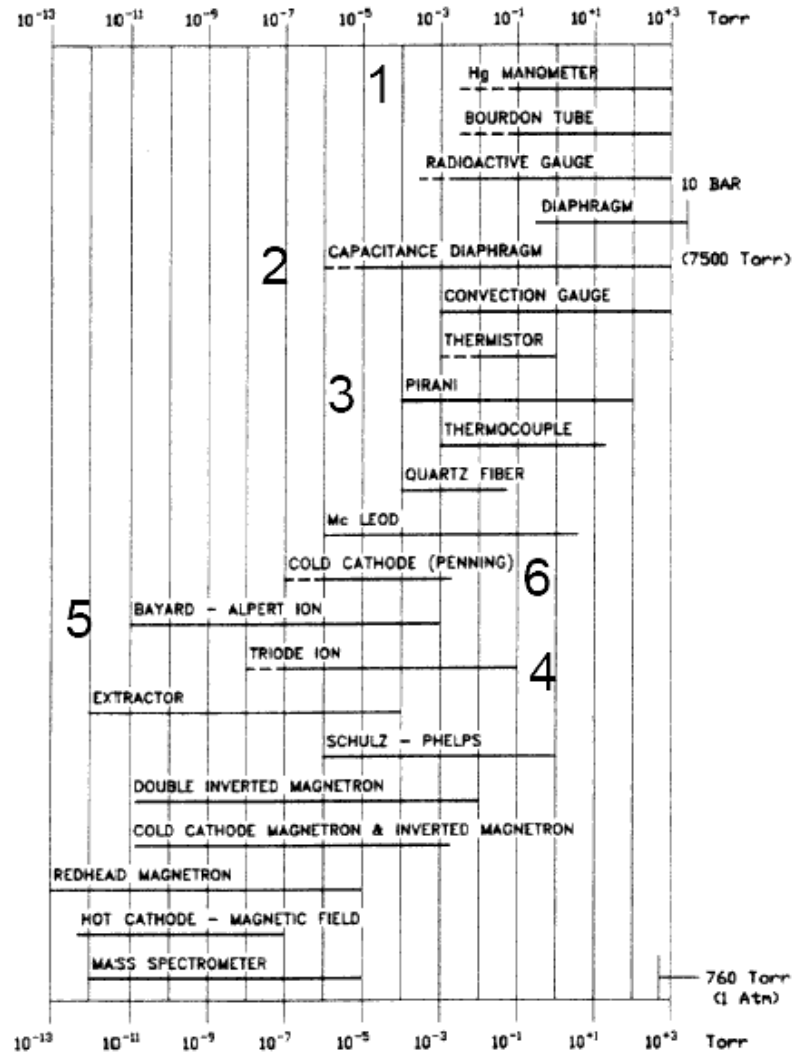 10⁻¹³ 10⁻¹¹ 10⁻⁹ 10⁻⁷ 10⁻⁵ 10⁻³ 10⁻¹ 10⁺¹ 10⁺³ Torr
1 Hg MANOMETER
BOURDON TUBE
RADIOACTIVE GAUGE
10 BAR
DIAPHRAGM
2 CAPACITANCE DIAPHRAGM (7500 Torr)
CONVECTION GAUGE
THERMISTOR
3 PIRANI
THERMOCOUPLE
QUARTZ FIBER
Mc LEOD
COLD CATHODE (PENNING) 6
5 BAYARD - ALPERT ION
TRIODE ION 4
EXTRACTOR
SCHULZ - PHELPS
DOUBLE INVERTED MAGNETRON
COLD CATHODE MAGNETRON & INVERTED MAGNETRON
REDHEAD MAGNETRON
HOT CATHODE - MAGNETIC FIELD
MASS SPECTROMETER
760 Torr
(1 Atm)
10⁻¹³ 10⁻¹¹ 10⁻⁹ 10⁻⁷ 10⁻⁵ 10⁻³ 10⁻¹ 10⁺¹ 10⁺³ Torr